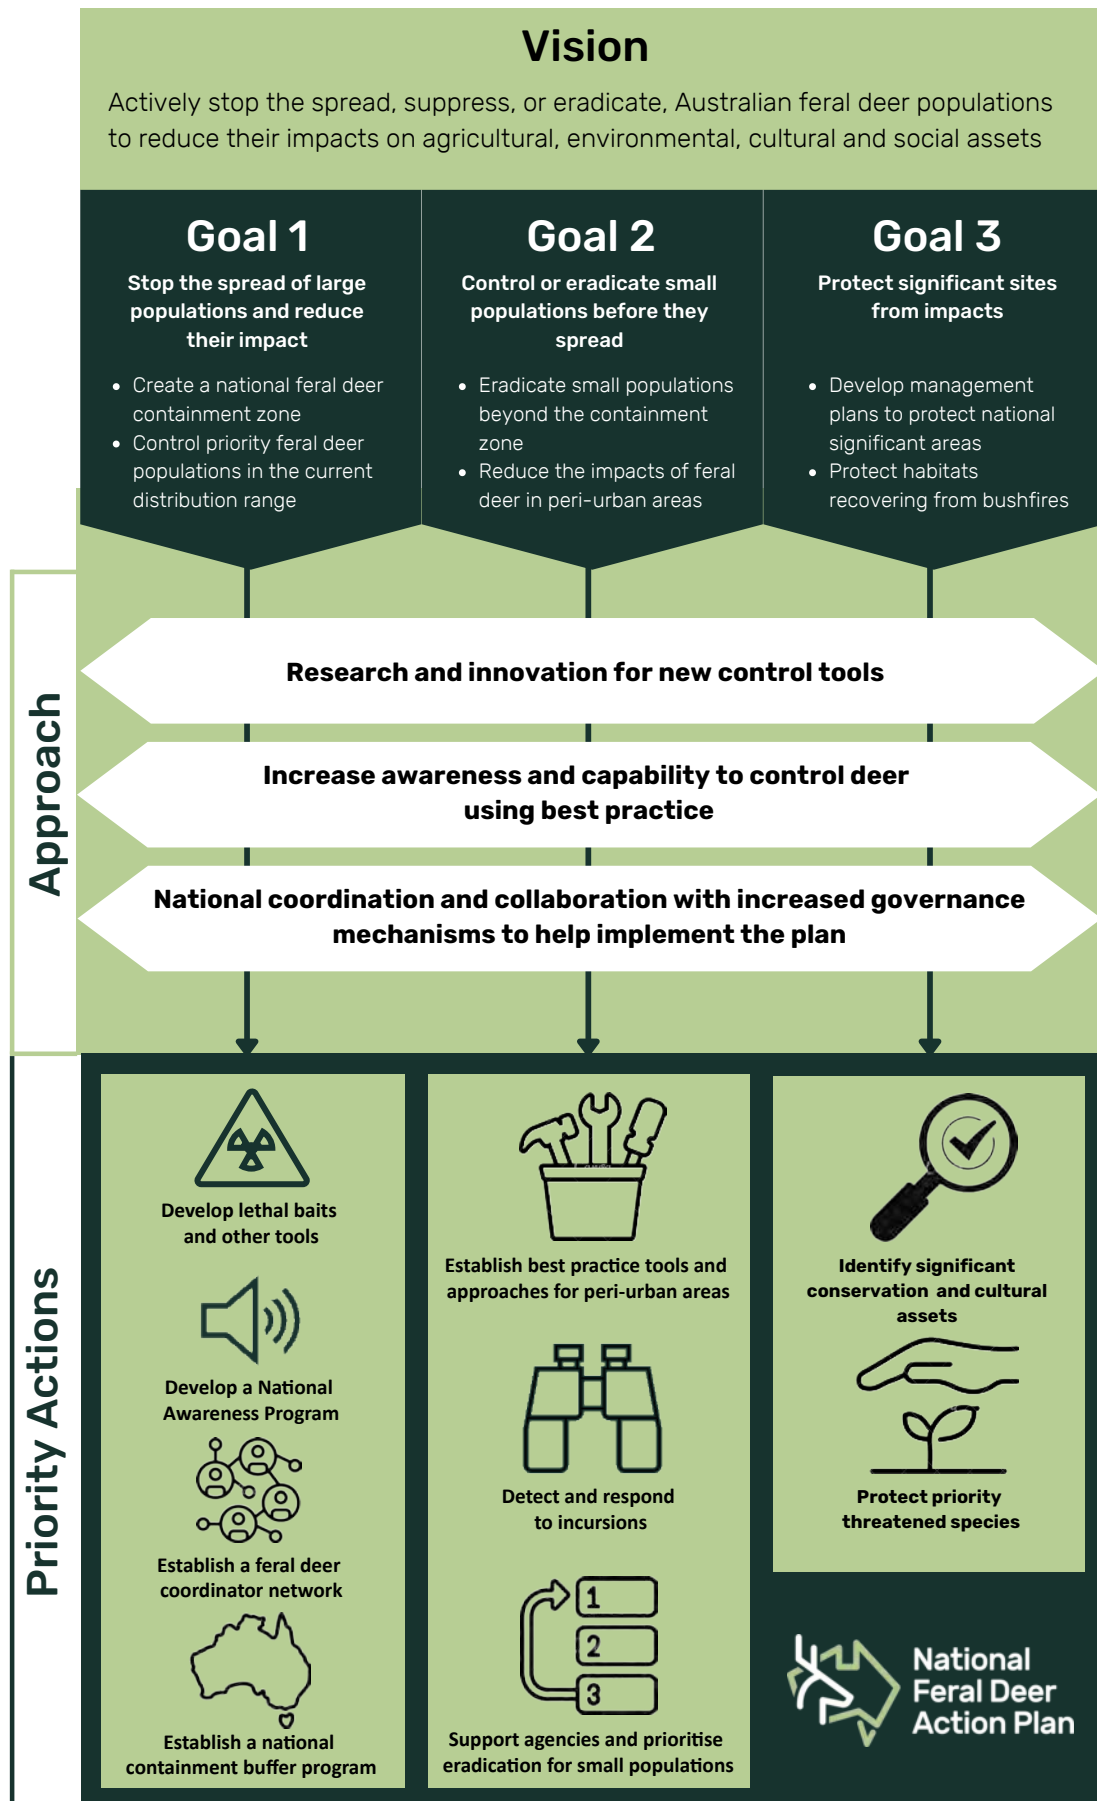 Vision
Actively stop the spread, suppress, or eradicate, Australian feral deer populations
to reduce their impacts on agricultural, environmental, cultural and social assets
Goal 1
Stop the spread of large
populations and reduce
their impact
• Create a national feral deer
containment zone
• Control priority feral deer
populations in the current
distribution range
Goal 2
Control or eradicate small
populations before they
spread
• Eradicate small populations
beyond the containment
zone
• Reduce the impacts of feral
deer in peri-urban areas
Goal 3
Protect significant sites
from impacts
• Develop management
plans to protect national
significant areas
• Protect habitats
recovering from bushfires
Approach
Research and innovation for new control tools
Increase awareness and capability to control deer
using best practice
National coordination and collaboration with increased governance
mechanisms to help implement the plan
Priority Actions
Develop lethal baits
and other tools
Develop a National
Awareness Program
Establish a feral deer
coordinator network
Establish a national
containment buffer program
Establish best practice tools and
approaches for peri-urban areas
Detect and respond
to incursions
1
2
3
Support agencies and prioritise
eradication for small populations
Identify significant
conservation and cultural
assets
Protect priority
threatened species
National
Feral Deer
Action Plan